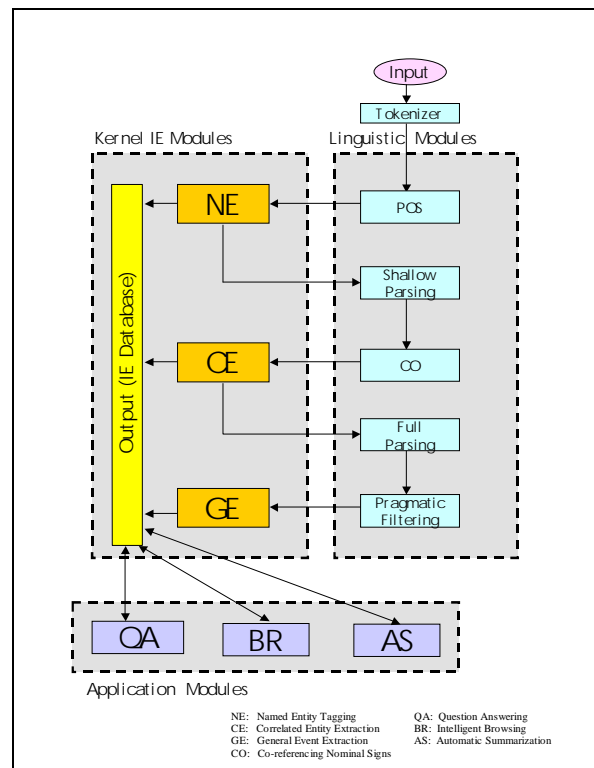 Input
Tokenizer
Kernel IE Modules
Linguistic Modules
NE
POS
Shallow
Parsing
Output (IE Database)
CE
CO
Full
Parsing
GE
Pragmatic
Filtering
QA
BR
AS
Application Modules
NE: Named Entity Tagging
CE: Correlated Entity Extraction
GE: General Event Extraction
CO: Co-referencing Nominal Signs
QA: Question Answering
BR: Intelligent Browsing
AS: Automatic Summarization